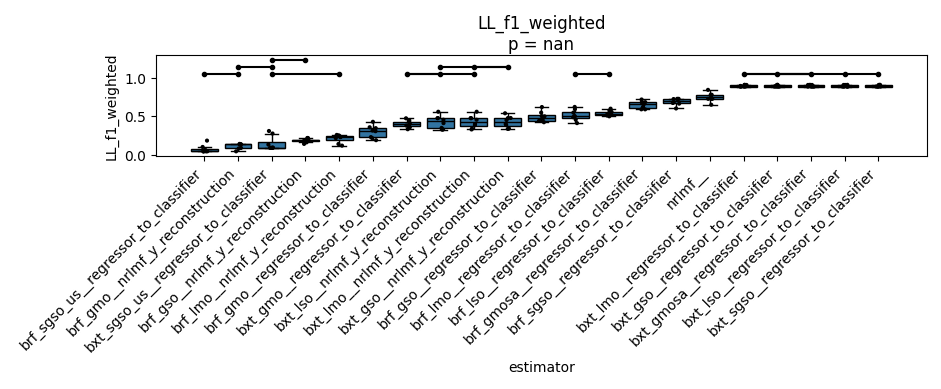 LL_f1_weighted
p = nan
LL_f1_weighted
1.0
0.5
0.0
brf_sgso_us__regressor_to_classifier
brf_gmo__nrlmf_y_reconstruction
bxt_sgso_us__regressor_to_classifier
brf_gso__nrlmf_y_reconstruction
brf_lmo__nrlmf_y_reconstruction
brf_gmo__regressor_to_classifier
bxt_gmo__regressor_to_classifier
bxt_lso__nrlmf_y_reconstruction
bxt_lmo__nrlmf_y_reconstruction
bxt_gso__nrlmf_y_reconstruction
brf_gso__regressor_to_classifier
brf_lmo__regressor_to_classifier
brf_lso__regressor_to_classifier
brf_gmosa__regressor_to_classifier
brf_sgso__regressor_to_classifier
nrlmf__
bxt_lmo__regressor_to_classifier
bxt_gso__regressor_to_classifier
bxt_gmosa__regressor_to_classifier
bxt_lso__regressor_to_classifier
bxt_sgso__regressor_to_classifier
estimator